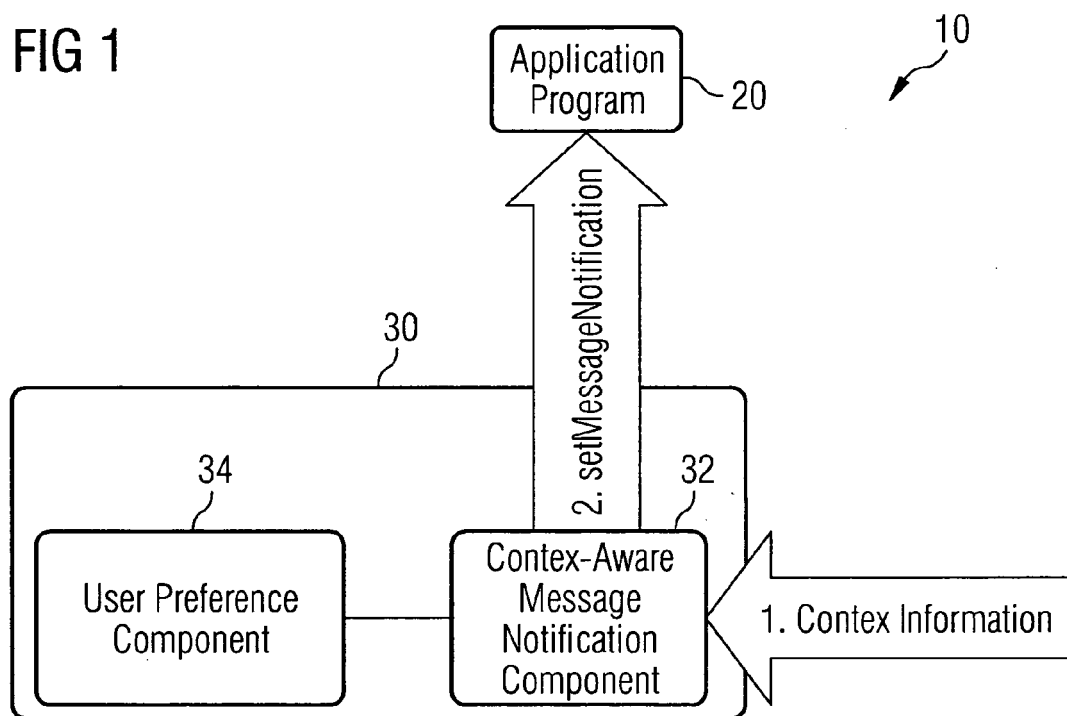 FIG 1
10
Application
Program
20
2. setMessageNotification
30
34
32
User Preference
Component
Contex-Aware
Message
Notification
Component
1. Contex Information